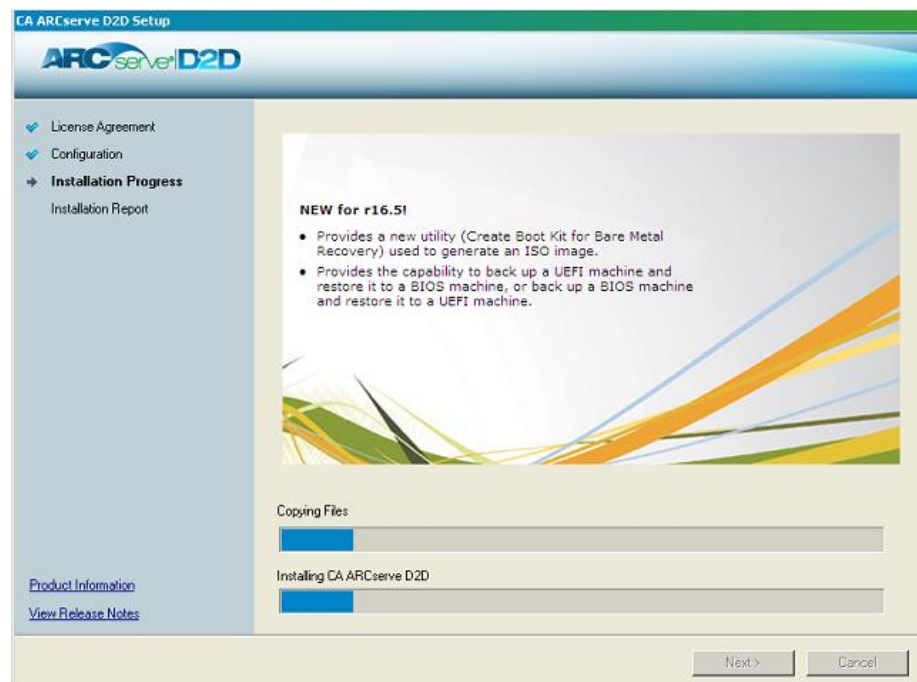 CA ARCserve D2D Setup
ARCserve® D2D
License Agreement
Configuration
Installation Progress
Installation Report
NEW for r16.5!
• Provides a new utility (Create Boot Kit for Bare Metal
Recovery) used to generate an ISO image.
• Provides the capability to back up a UEFI machine and
restore it to a BIOS machine, or back up a BIOS machine
and restore it to a UEFI machine.
Copying Files
Installing CA ARCserve D2D
Product Information
View Release Notes
Next >
Cancel